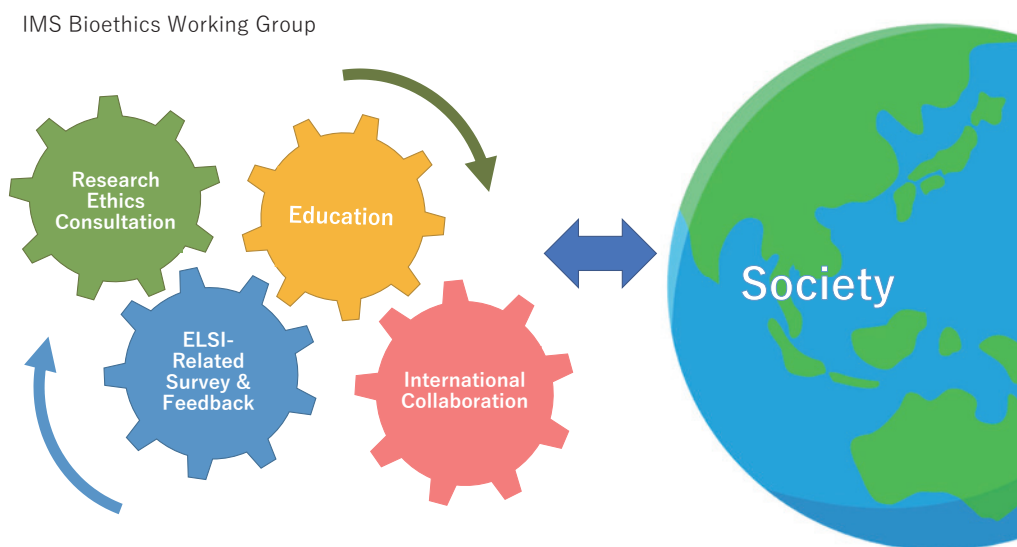 IMS Bioethics Working Group
Research
Ethics
Consultation
Education
ELSI-
Related
Survey &
Feedback
International
Collaboration
Society